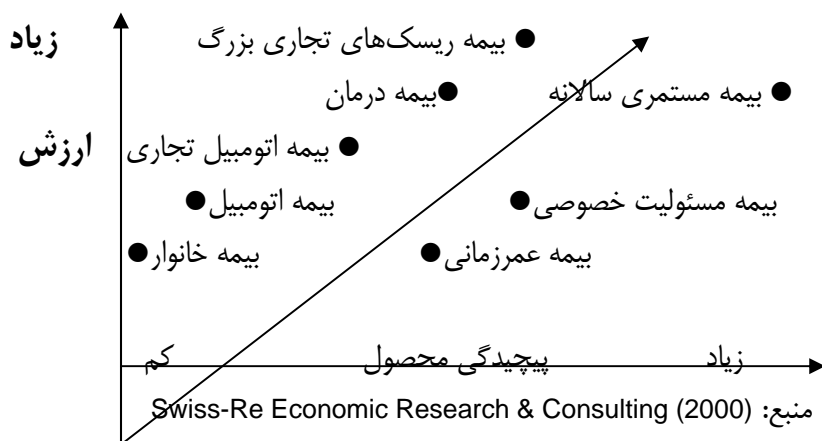 زیاد
بیمه ریسک‌های تجاری بزرگ
بیمه درمان
بیمه مستمری سالانه
ارزش
بیمه اتومبیل تجاری
بیمه اتومبیل
بیمه مسئولیت خصوصی
بیمه خانوار
بیمه عمرزمانی
کم
پیچیدگی محصول
زیاد
منبع: Swiss-Re Economic Research & Consulting (2000)